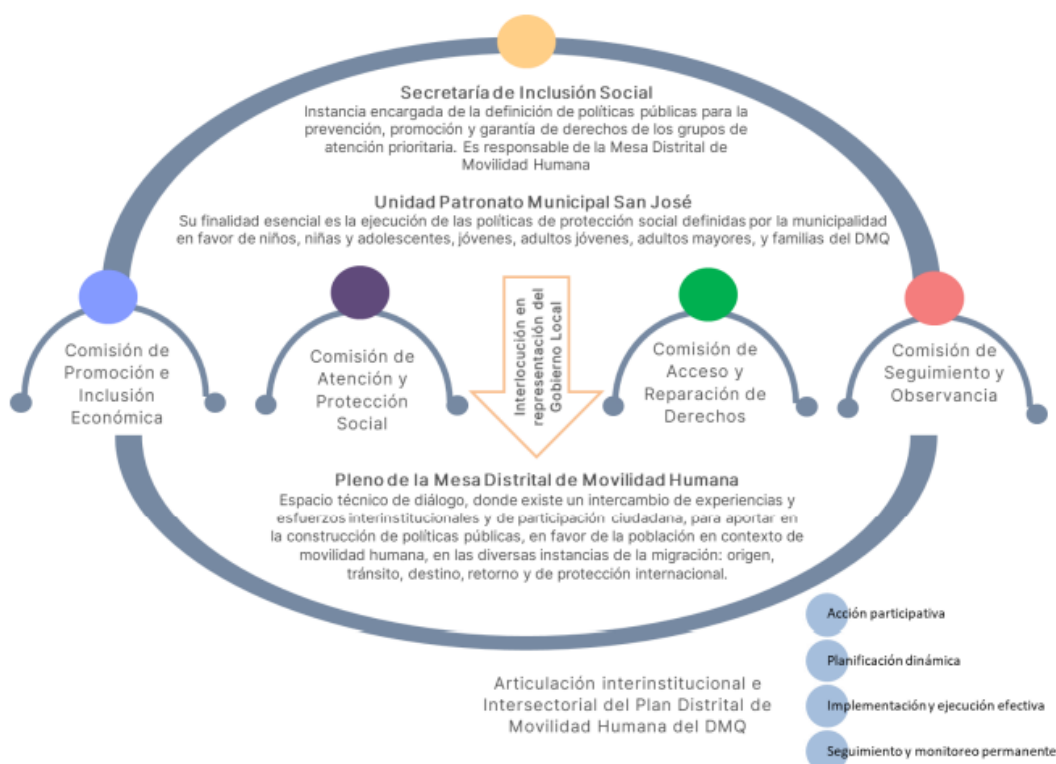 Secretaría de Inclusión Social
Instancia encargada de la definición de políticas públicas para la
prevención, promoción y garantía de derechos de los grupos de
atención prioritaria. Es responsable de la Mesa Distrital de
Movilidad Humana
Unidad Patronato Municipal San José
Su finalidad esencial es la ejecución de las políticas de protección social definidas por la municipalidad
en favor de niños, niñas y adolescentes, jóvenes, adultos jóvenes, adultos mayores, y familias del DMQ
Comisión de
Promoción e
Inclusión
Económica
Comisión de
Atención y
Protección
Social
Interlocución en
representación del
Gobierno Local
Comisión de
Acceso y
Reparación de
Derechos
Comisión de
Seguimiento y
Observancia
Pleno de la Mesa Distrital de Movilidad Humana
Espacio técnico de diálogo, donde existe un intercambio de experiencias y
esfuerzos interinstitucionales y de participación ciudadana, para aportar en
la construcción de políticas públicas, en favor de la población en contexto de
movilidad humana, en las diversas instancias de la migración: origen,
tránsito, destino, retorno y de protección internacional.
Articulación interinstitucional e
Intersectorial del Plan Distrital de
Movilidad Humana del DMQ
Acción participativa
Planificación dinámica
Implementación y ejecución efectiva
Seguimiento y monitoreo permanente